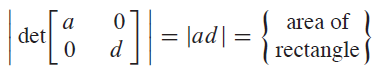 |det [a 0; 0 d]| = |ad| = {area of rectangle}